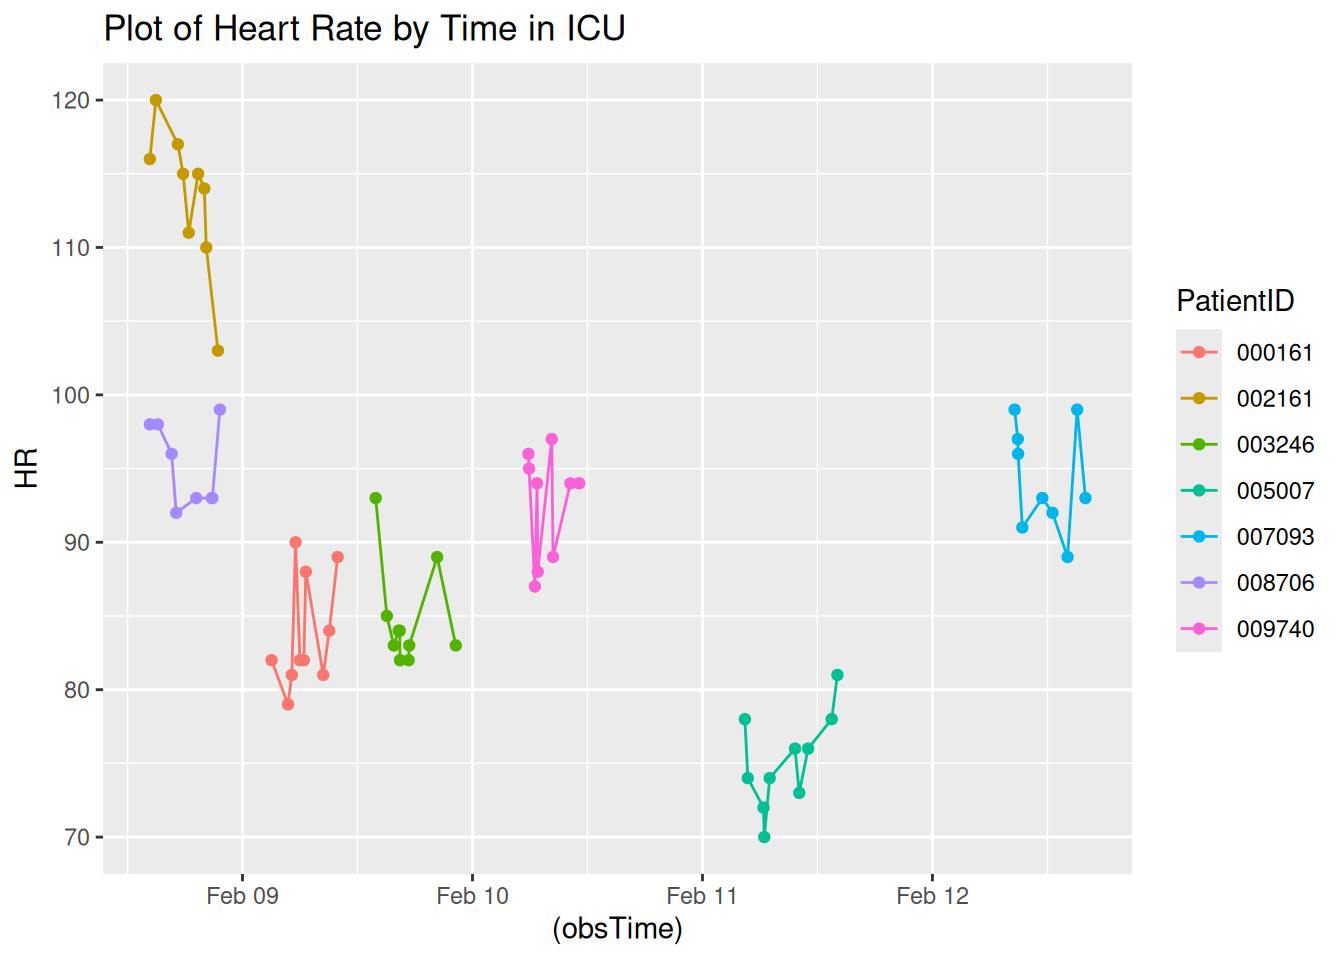 Plot of Heart Rate by Time in ICU
120
110
100
90
80
70
HR
Feb 09 Feb 10 Feb 11 Feb 12
(obsTime)
PatientID
000161
002161
003246
005007
007093
008706
009740